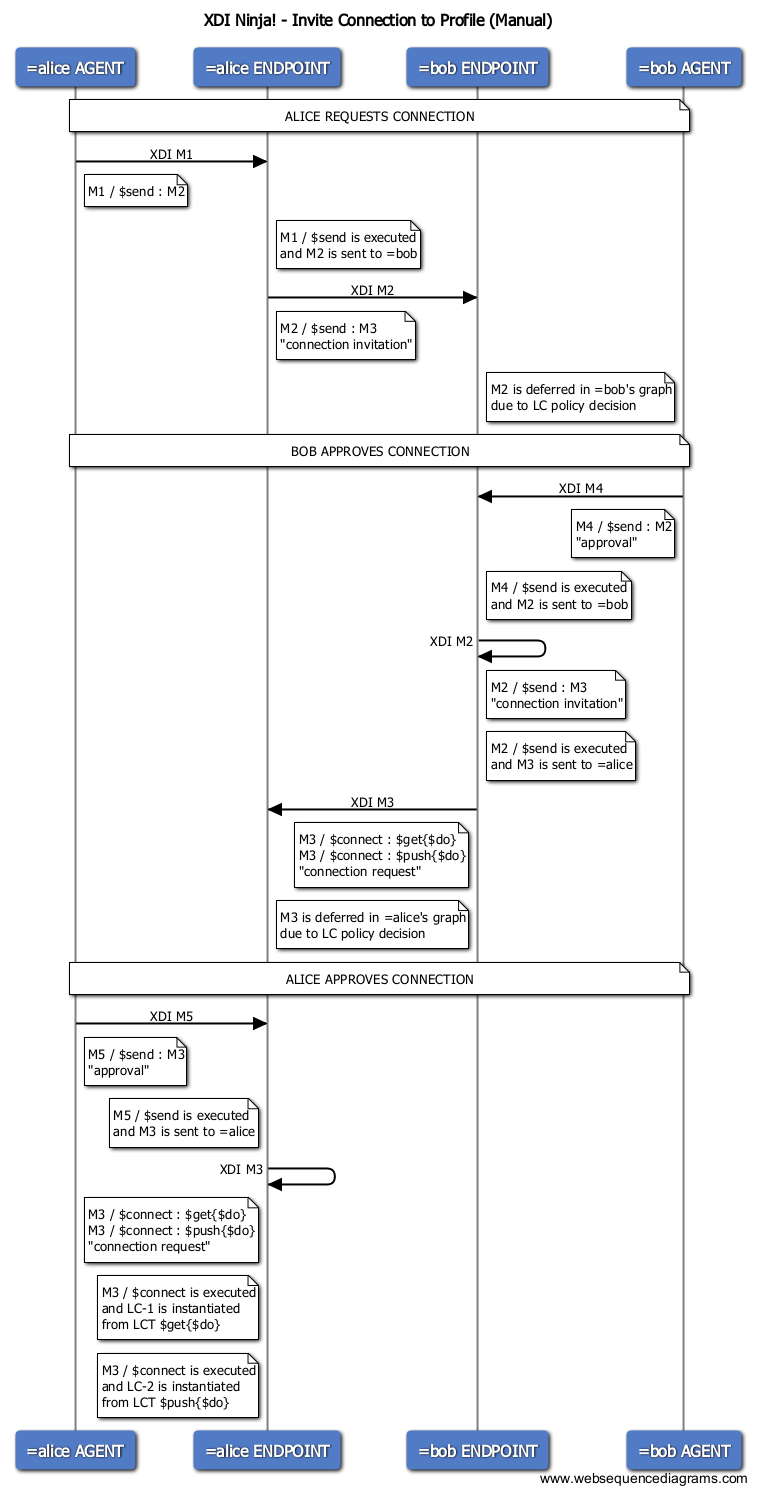 XDI Ninja! - Invite Connection to Profile (Manual)
=alice AGENT
=alice ENDPOINT
=bob ENDPOINT
=bob AGENT
ALICE REQUESTS CONNECTION
XDI M1
M1 / $send : M2
M1 / $send is executed
and M2 is sent to =bob
XDI M2
M2 / $send : M3
"connection invitation"
M2 is deferred in =bob's graph
due to LC policy decision
BOB APPROVES CONNECTION
XDI M4
M4 / $send : M2
"approval"
M4 / $send is executed
and M2 is sent to =bob
XDI M2
M2 / $send : M3
"connection invitation"
M2 / $send is executed
and M3 is sent to =alice
XDI M3
M3 / $connect : $get{$do}
M3 / $connect : $push{$do}
"connection request"
M3 is deferred in =alice's graph
due to LC policy decision
ALICE APPROVES CONNECTION
XDI M5
M5 / $send : M3
"approval"
M5 / $send is executed
and M3 is sent to =alice
XDI M3
M3 / $connect : $get{$do}
M3 / $connect : $push{$do}
"connection request"
M3 / $connect is executed
and LC-1 is instantiated
from LCT $get{$do}
M3 / $connect is executed
and LC-2 is instantiated
from LCT $push{$do}
=alice AGENT
=alice ENDPOINT
=bob ENDPOINT
=bob AGENT
www.websequencediagrams.com